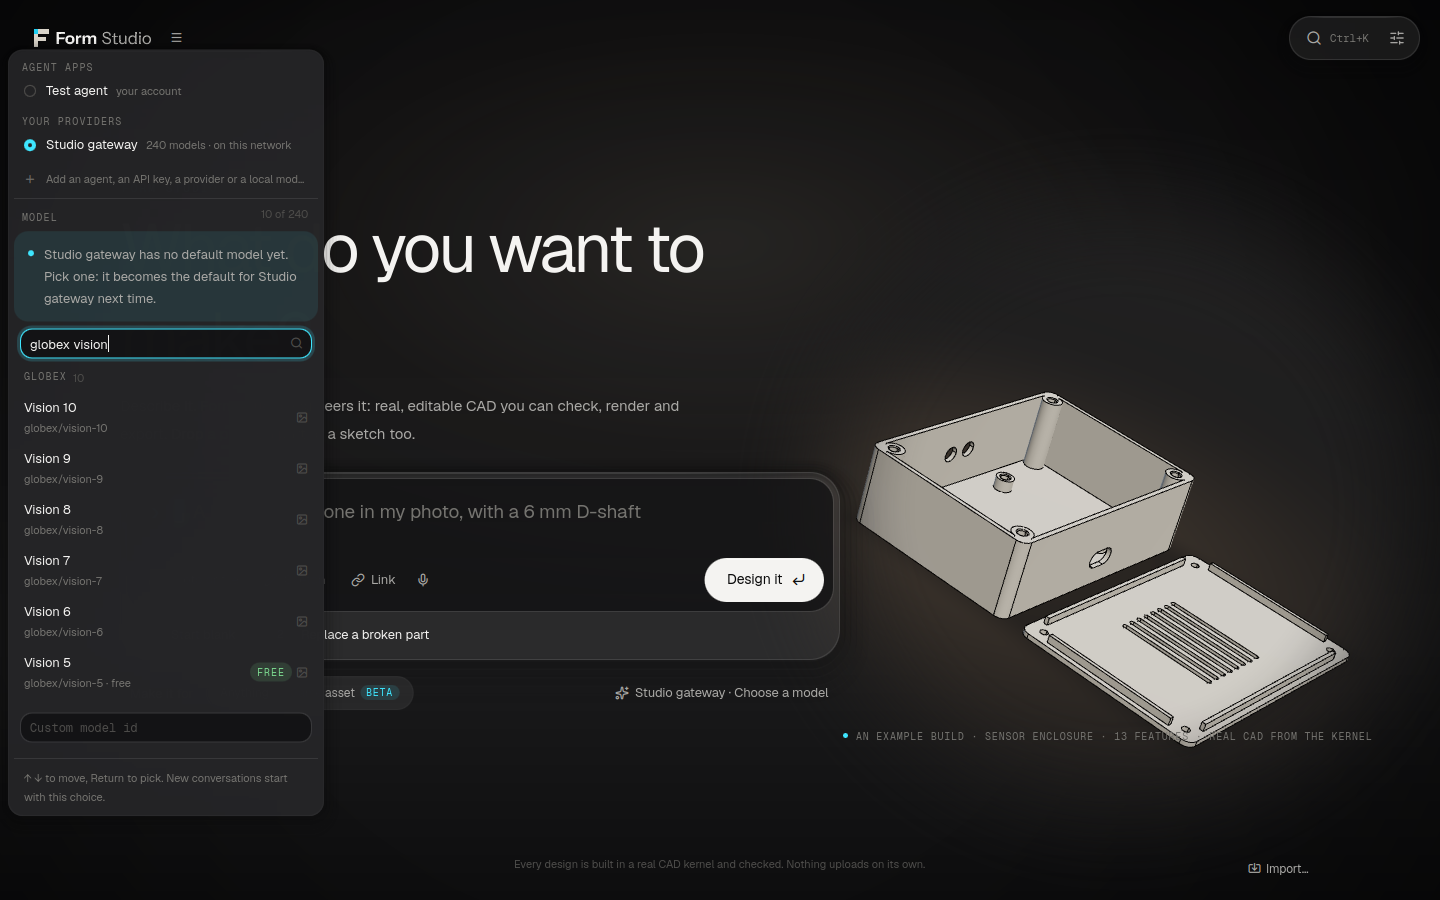 Form Studio
Ctrl+K
AGENT APPS
Test agent your account
YOUR PROVIDERS
Studio gateway 240 models · on this network
+ Add an agent, an API key, a provider or a local mod…
MODEL 10 of 240
Studio gateway has no default model yet.
Pick one: it becomes the default for Studio
gateway next time.
globex vision
GLOBEX 10
Vision 10
globex/vision-10
Vision 9
globex/vision-9
Vision 8
globex/vision-8
Vision 7
globex/vision-7
Vision 6
globex/vision-6
Vision 5
globex/vision-5 · free
FREE
Custom model id
↑↓ to move, Return to pick. New conversations start
with this choice.
o you want to
eers it: real, editable CAD you can check, render and
a sketch too.
one in my photo, with a 6 mm D-shaft
Link
Design it
lace a broken part
asset BETA
Studio gateway · Choose a model
AN EXAMPLE BUILD · SENSOR ENCLOSURE · 13 FEATURES · REAL CAD FROM THE KERNEL
Every design is built in a real CAD kernel and checked. Nothing uploads on its own.
Import…